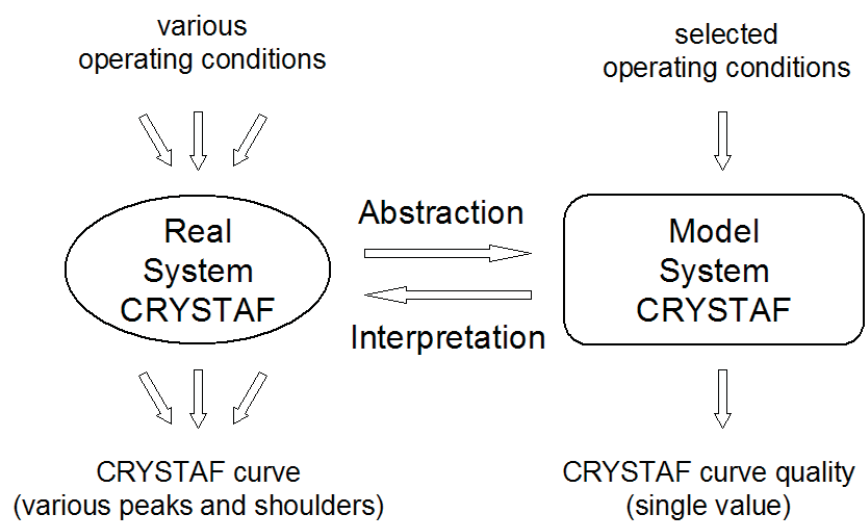 various
operating conditions
selected
operating conditions
Real
System
CRYSTAF
Abstraction
Interpretation
Model
System
CRYSTAF
CRYSTAF curve
(various peaks and shoulders)
CRYSTAF curve quality
(single value)